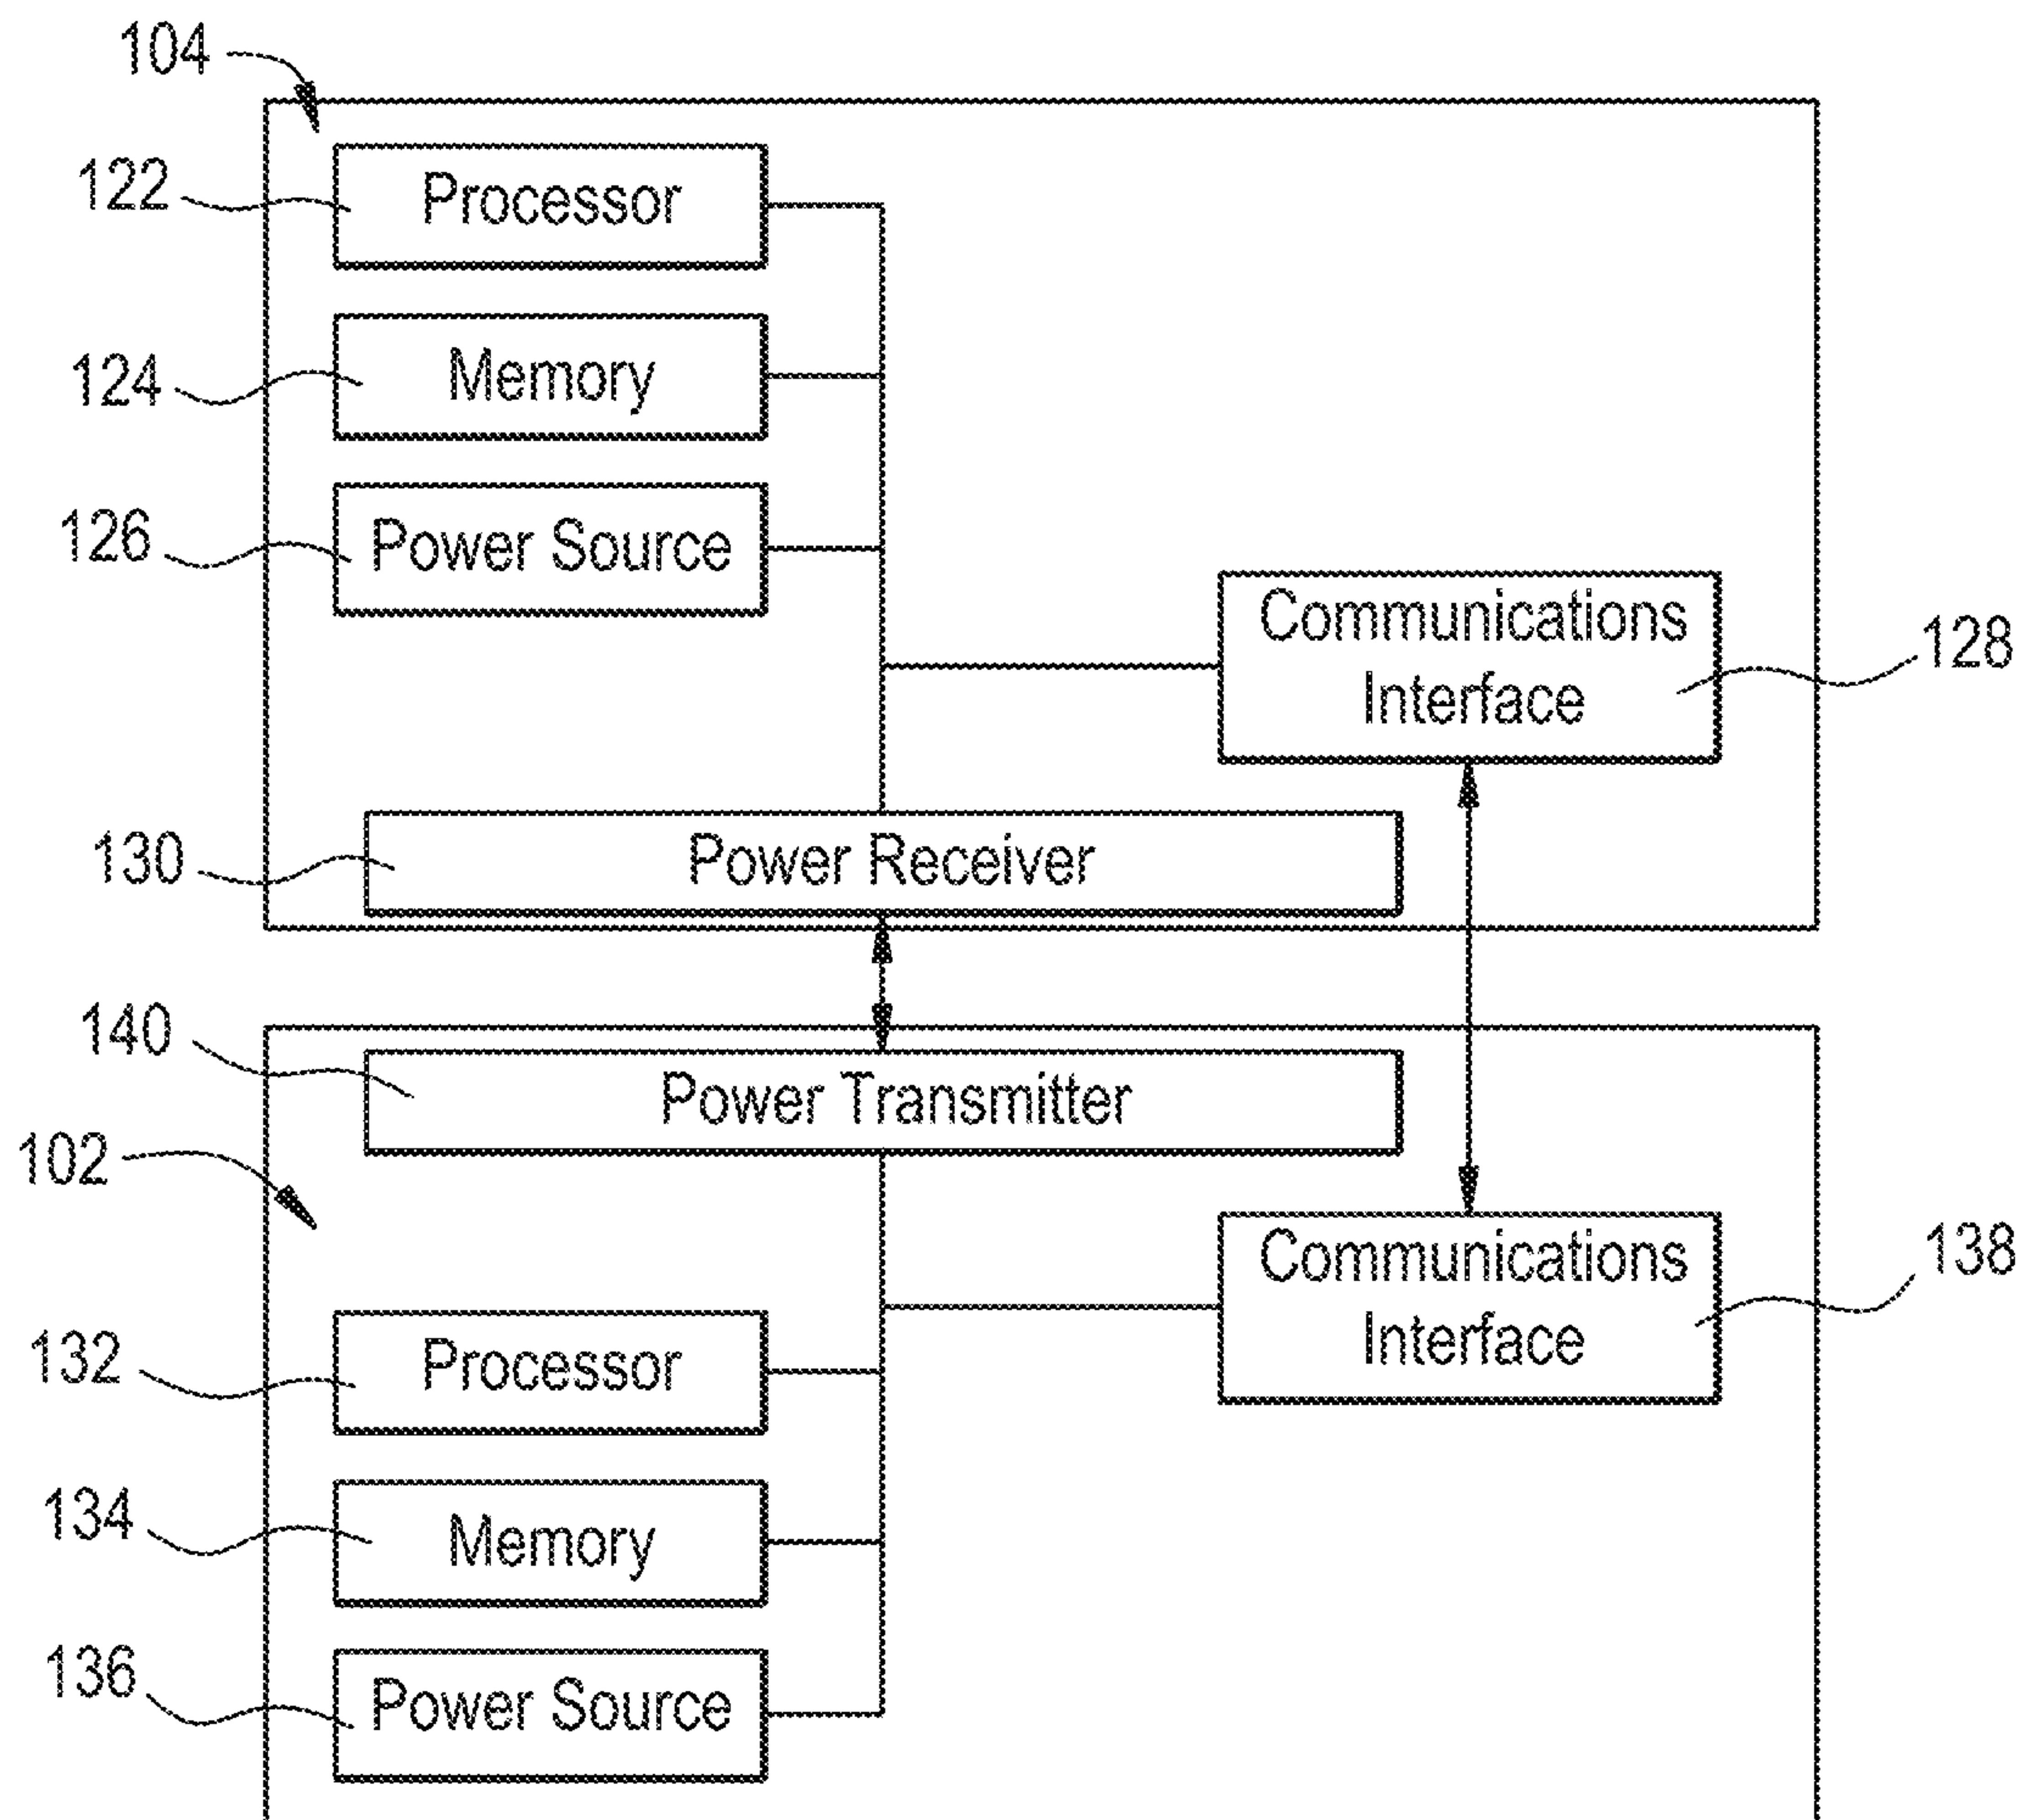 104
122
Processor
124
Memory
126
Power Source
Communications
Interface
128
130
Power Receiver
140
Power Transmitter
102
Communications
Interface
138
132
Processor
134
Memory
136
Power Source